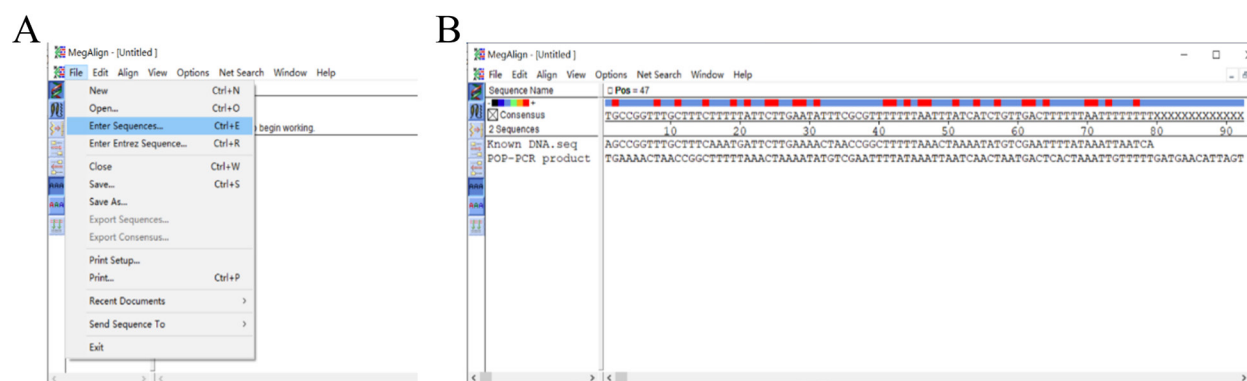 A
MegAlign - [Untitled ]
File Edit Align View Options Net Search Window Help
New Ctrl+N
Open... Ctrl+O
Enter Sequences... Ctrl+E
o begin working.
Enter Entrez Sequence... Ctrl+R
Close Ctrl+W
Save... Ctrl+S
Save As...
Export Sequences...
Export Consensus...
Print Setup...
Print... Ctrl+P
Recent Documents >
Send Sequence To >
Exit
B
MegAlign - [Untitled ]
File Edit Align View Options Net Search Window Help
Sequence Name Pos = 47
- +
Consensus TGCCGGTTTGCTTTCTTTTTATTCTTGAATATTTCGCGTTTTTTTAATTTATCATCTGTTGACTTTTTTAATTTTTTTTXXXXXXXXXXXXX
2 Sequences 10 20 30 40 50 60 70 80 90
Known DNA.seq AGCCGGTTTGCTTTCAAATGATTCTTGAAAACTAACCGGCTTTTTAAACTAAAATATGTCGAATTTTATAAATTAATCA
POP-PCR product TGAAAACTAACCGGCTTTTTAAACTAAAATATGTCGAATTTTATAAATTAATCAACTAATGACTCACTAAATTGTTTTTGATGAACATTAGT